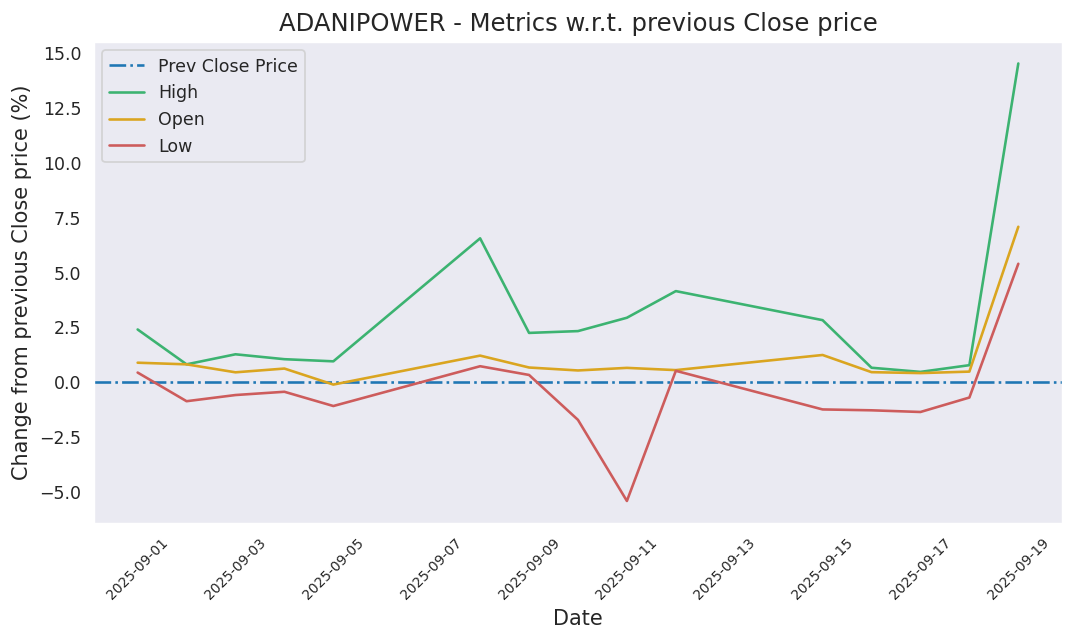 ADANIPOWER - Metrics w.r.t. previous Close price
Prev Close Price
High
Open
Low
Change from previous Close price (%)
15.0
12.5
10.0
7.5
5.0
2.5
0.0
−2.5
−5.0
2025-09-01
2025-09-03
2025-09-05
2025-09-07
2025-09-09
2025-09-11
2025-09-13
2025-09-15
2025-09-17
2025-09-19
Date